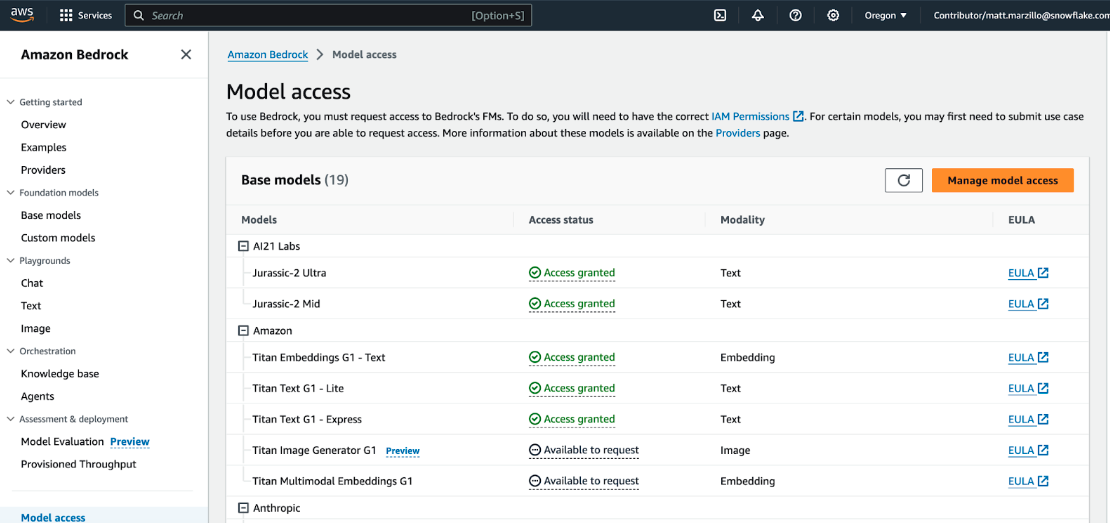 aws
Services
Search
[Option+S]
Oregon
Contributor/matt.marzillo@snowflake.com
Amazon Bedrock
Getting started
Overview
Examples
Providers
Foundation models
Base models
Custom models
Playgrounds
Chat
Text
Image
Orchestration
Knowledge base
Agents
Assessment & deployment
Model Evaluation Preview
Provisioned Throughput
Model access
Amazon Bedrock > Model access
Model access
To use Bedrock, you must request access to Bedrock's FMs. To do so, you will need to have the correct IAM Permissions. For certain models, you may first need to submit use case
details before you are able to request access. More information about these models is available on the Providers page.
Base models (19)
Manage model access
Models Access status Modality EULA
AI21 Labs
Jurassic-2 Ultra Access granted Text EULA
Jurassic-2 Mid Access granted Text EULA
Amazon
Titan Embeddings G1 - Text Access granted Embedding EULA
Titan Text G1 - Lite Access granted Text EULA
Titan Text G1 - Express Access granted Text EULA
Titan Image Generator G1 Preview Available to request Image EULA
Titan Multimodal Embeddings G1 Available to request Embedding EULA
Anthropic